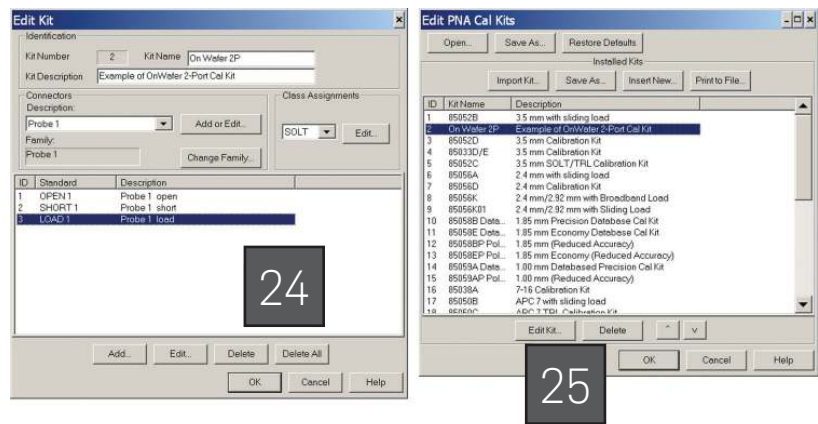 Edit Kit
Identification
Kit Number 2 Kit Name On Wafer 2P
Kit Description Example of OnWafer 2-Port Cal Kit
Connectors
Description:
Probe 1 Add or Edit...
Family:
Probe 1 Change Family...
Class Assignments
SOLT Edit...
ID Standard Description
1 OPEN 1 Probe 1 open
2 SHORT 1 Probe 1 short
3 LOAD 1 Probe 1 load
24
Add... Edit... Delete Delete All
OK Cancel Help
Edit PNA Cal Kits
Open... Save As... Restore Defaults
Installed Kits
Import Kit... Save As... Insert New... Print to File...
ID Kit Name Description
1 85052B 3.5 mm with sliding load
2 On Wafer 2P Example of OnWafer 2-Port Cal Kit
3 85052D 3.5 mm Calibration Kit
4 85033D/E 3.5 mm Calibration Kit
5 85052C 3.5 mm SOLT/TRL Calibration Kit
6 85056A 2.4 mm with sliding load
7 85056D 2.4 mm Calibration Kit
8 85056K 2.4 mm/2.92 mm with Broadband Load
9 85056K01 2.4 mm/2.92 mm with Sliding Load
10 85058B Data... 1.85 mm Precision Database Cal Kit
11 85058E Data... 1.85 mm Economy Database Cal Kit
12 85058BP Pol... 1.85 mm (Reduced Accuracy)
13 85058EP Pol... 1.85 mm Economy (Reduced Accuracy)
14 85059A Data... 1.00 mm Databased Precision Cal Kit
15 85059AP Pol... 1.00 mm (Reduced Accuracy)
16 85038A 7-16 Calibration Kit
17 85050B APC 7 with sliding load
18 85050C APC 7 TRL Calibration Kit
Edit Kit... Delete ^ v
OK Cancel Help
25